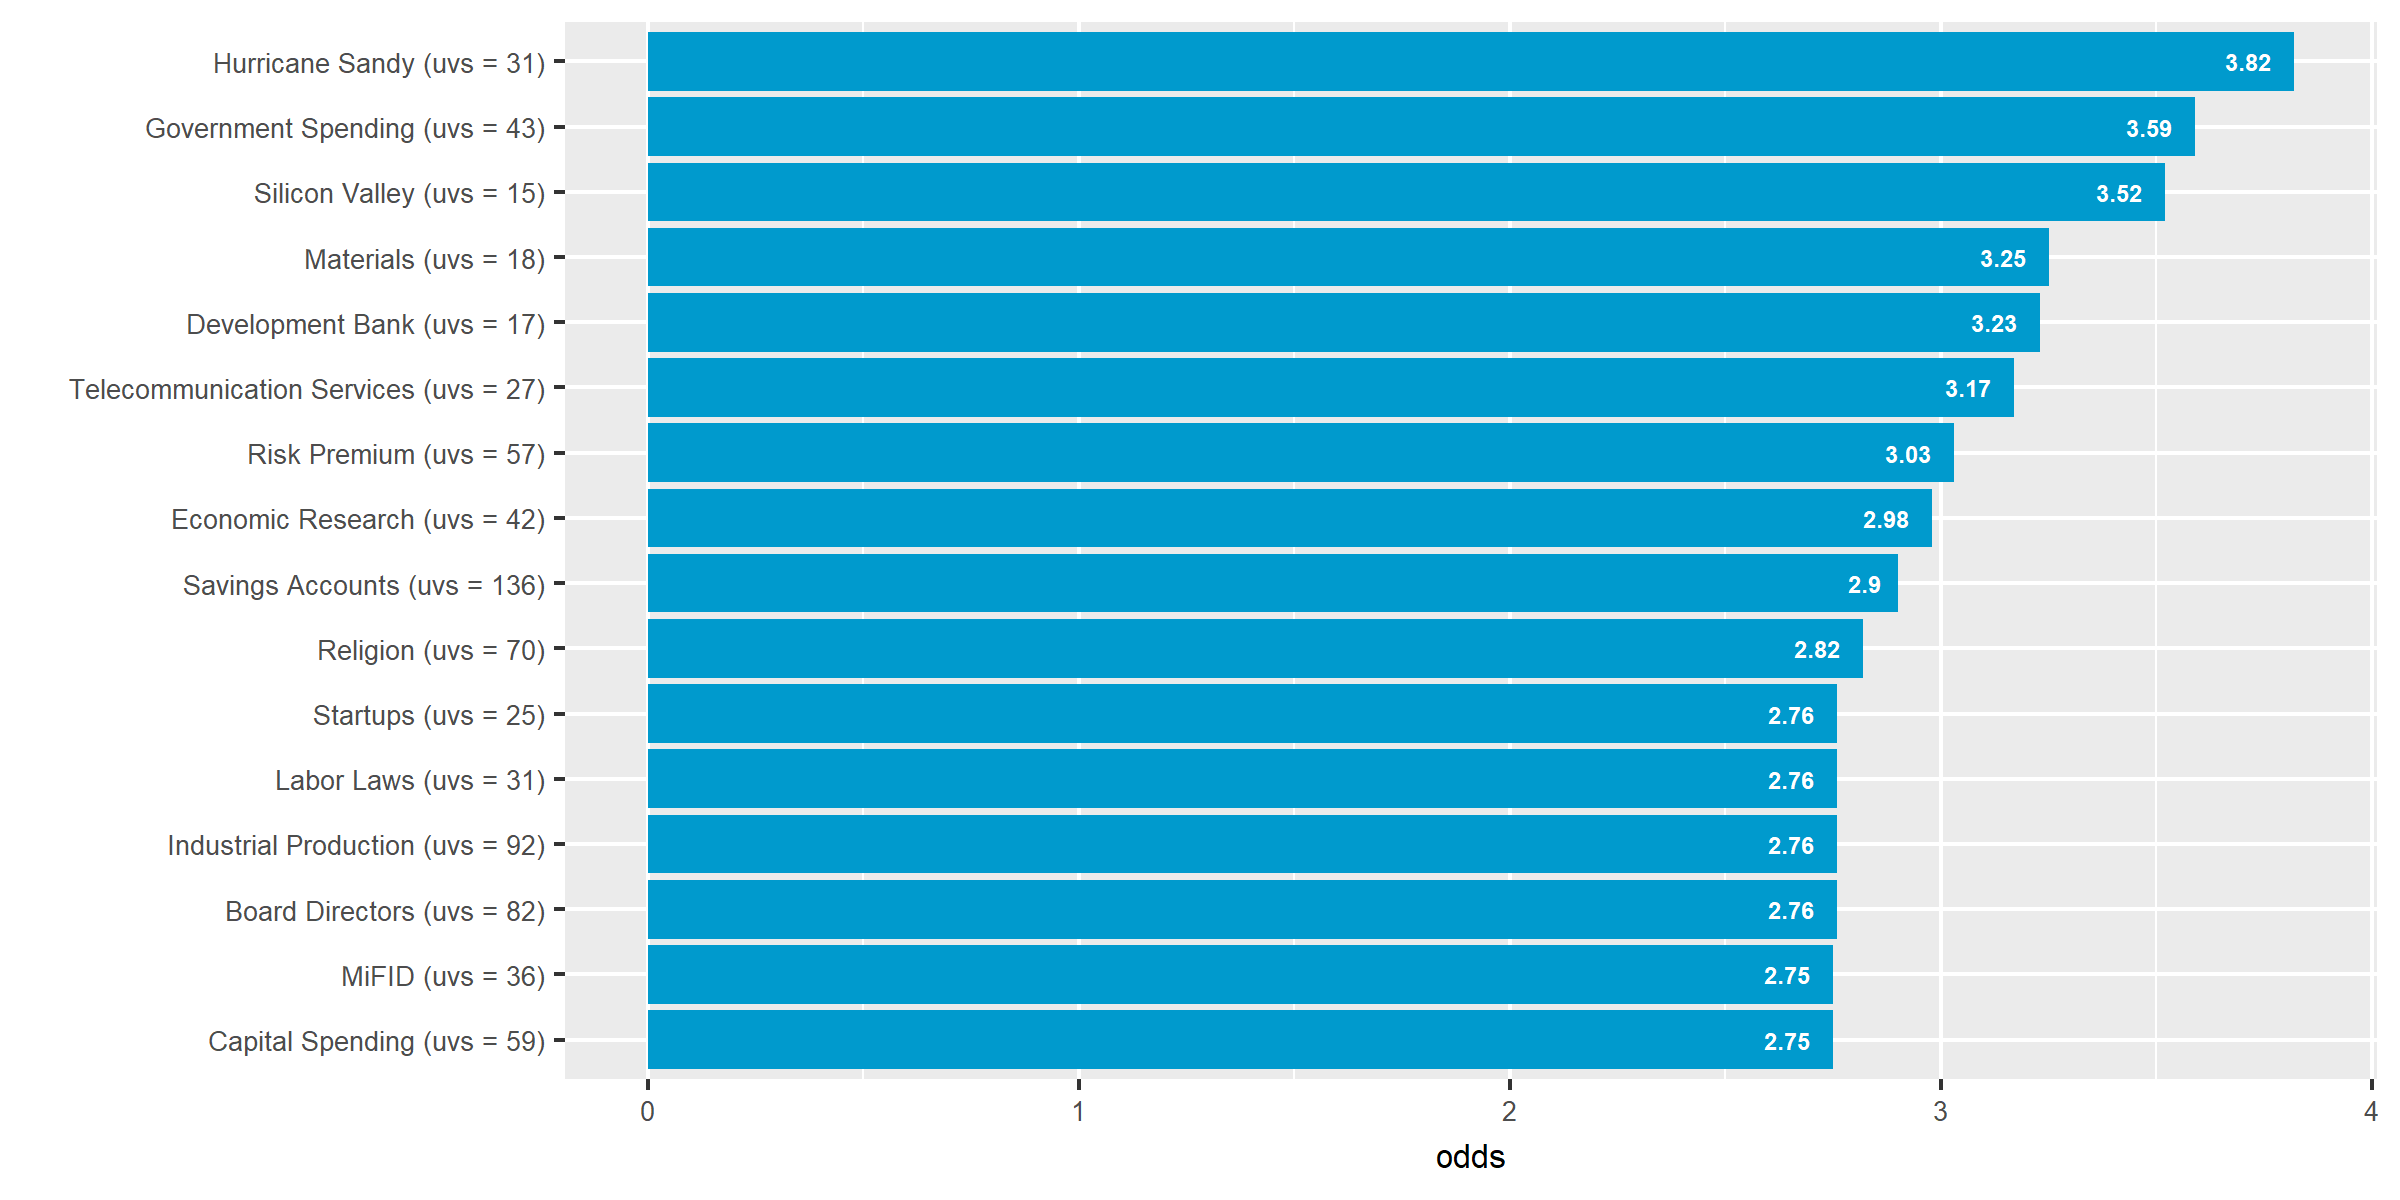 Hurricane Sandy (uvs = 31) 3.82
Government Spending (uvs = 43) 3.59
Silicon Valley (uvs = 15) 3.52
Materials (uvs = 18) 3.25
Development Bank (uvs = 17) 3.23
Telecommunication Services (uvs = 27) 3.17
Risk Premium (uvs = 57) 3.03
Economic Research (uvs = 42) 2.98
Savings Accounts (uvs = 136) 2.9
Religion (uvs = 70) 2.82
Startups (uvs = 25) 2.76
Labor Laws (uvs = 31) 2.76
Industrial Production (uvs = 92) 2.76
Board Directors (uvs = 82) 2.76
MiFID (uvs = 36) 2.75
Capital Spending (uvs = 59) 2.75
0 1 2 3 4
odds